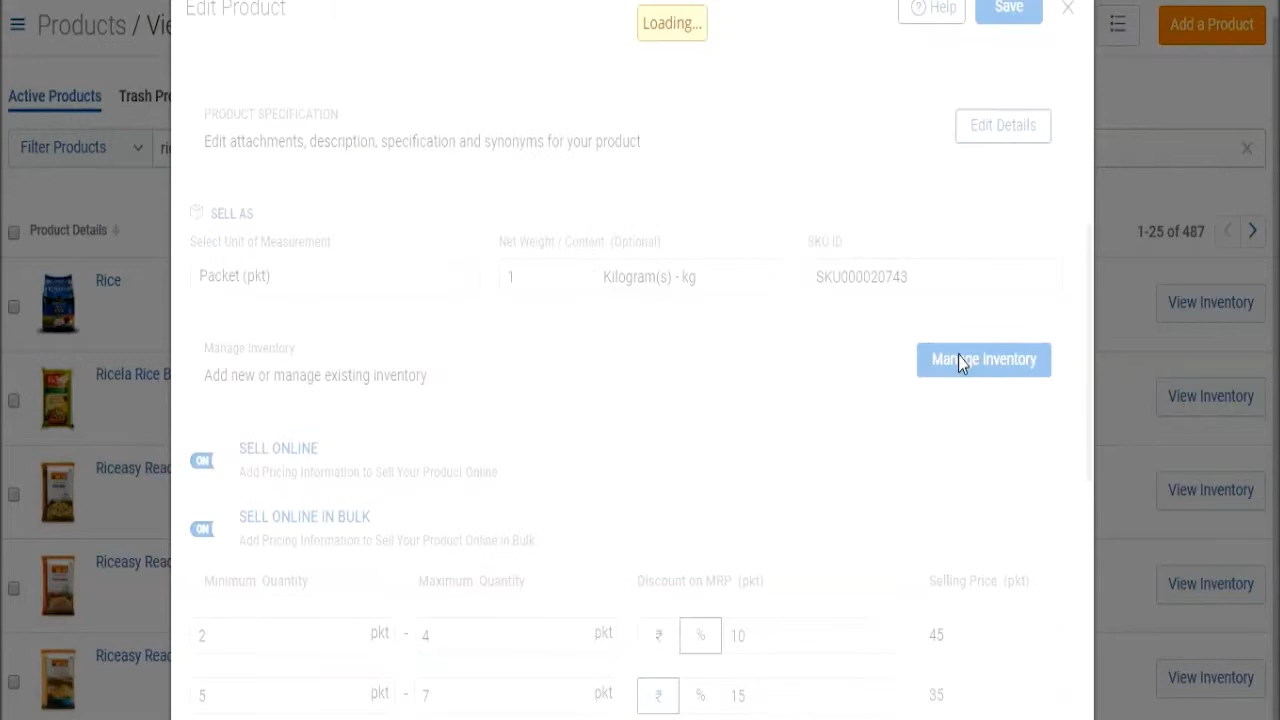 Edit Product
Help
Save
Loading...
Products / Vie
Add a Product
Active Products
Trash Pr
Filter Products
ri
1-25 of 487
Product Details
Rice
View Inventory
Ricela Rice B
View Inventory
Riceasy Reac
View Inventory
Riceasy Reac
View Inventory
Riceasy Reac
View Inventory
PRODUCT SPECIFICATION
Edit attachments, description, specification and synonyms for your product
Edit Details
SELL AS
Select Unit of Measurement
Net Weight / Content (Optional)
SKU ID
Packet (pkt)
1
Kilogram(s) - kg
SKU000020743
Manage Inventory
Add new or manage existing inventory
Manage Inventory
ON
SELL ONLINE
Add Pricing Information to Sell Your Product Online
ON
SELL ONLINE IN BULK
Add Pricing Information to Sell Your Product Online in Bulk
Minimum Quantity
Maximum Quantity
Discount on MRP (pkt)
Selling Price (pkt)
2 pkt - 4 pkt ₹ % 10 45
5 pkt - 7 pkt ₹ % 15 35